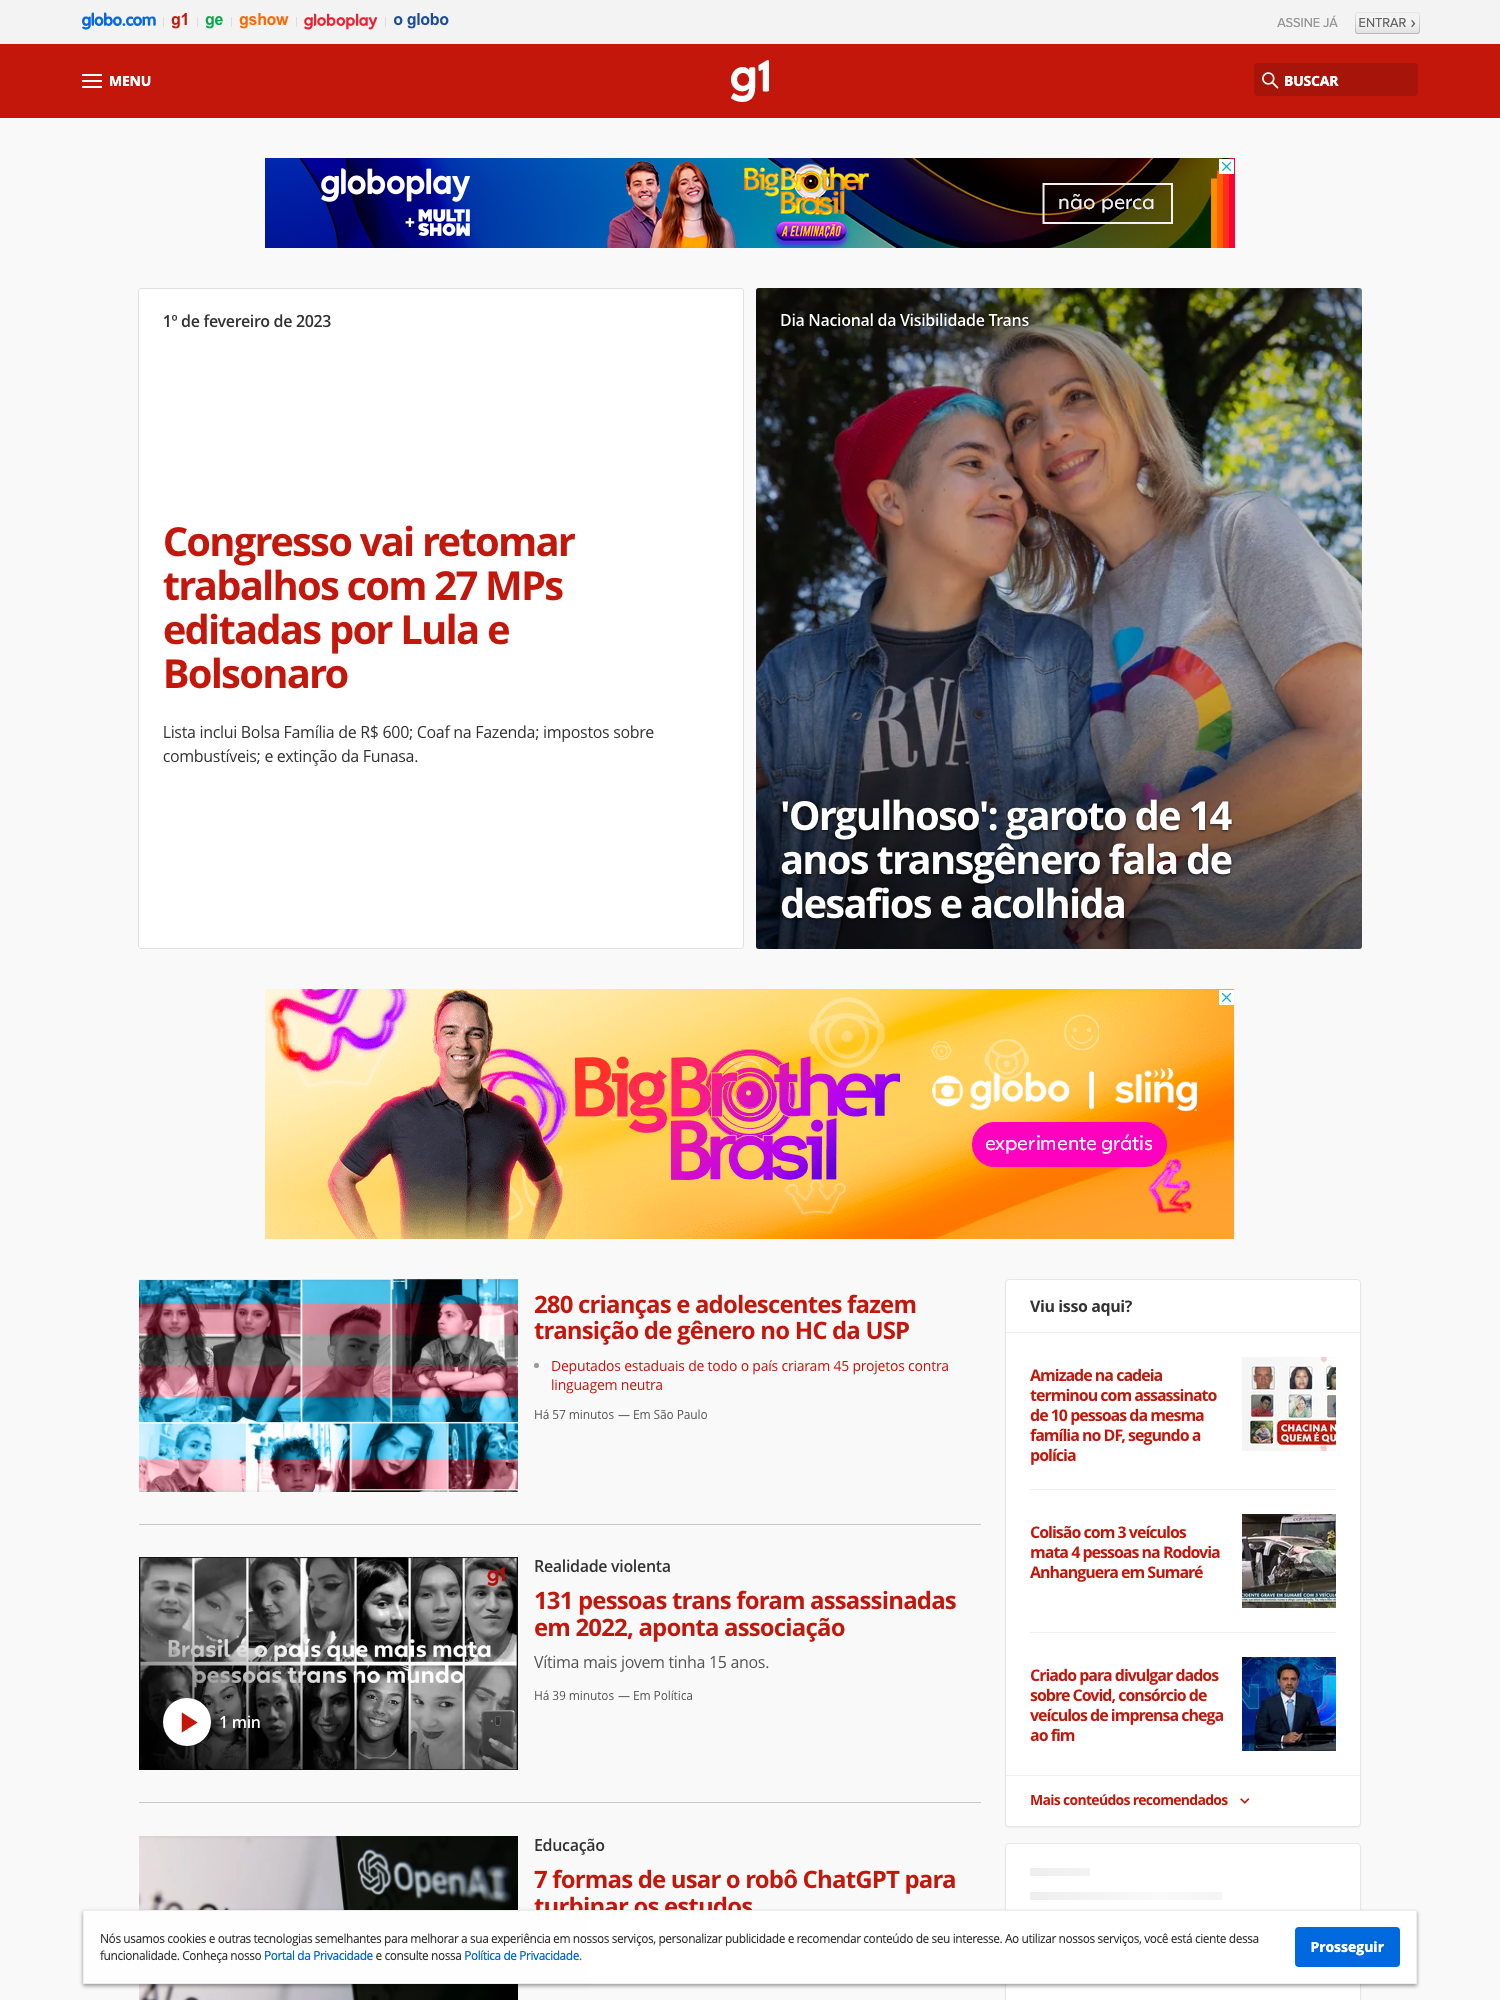 globo.com g1 ge gshow globoplay o globo
ASSINE JÁ ENTRAR ›
MENU
g1
BUSCAR
globoplay
+ MULTI
SHOW
BigBrother
Brasil
A ELIMINAÇÃO
não perca
1º de fevereiro de 2023
Congresso vai retomar
trabalhos com 27 MPs
editadas por Lula e
Bolsonaro
Lista inclui Bolsa Família de R$ 600; Coaf na Fazenda; impostos sobre
combustíveis; e extinção da Funasa.
Dia Nacional da Visibilidade Trans
RVA
'Orgulhoso': garoto de 14
anos transgênero fala de
desafios e acolhida
BigBrother
Brasil
globo | sling
experimente grátis
280 crianças e adolescentes fazem
transição de gênero no HC da USP
Deputados estaduais de todo o país criaram 45 projetos contra
linguagem neutra
Há 57 minutos — Em São Paulo
g1
Brasil é o país que mais mata
pessoas trans no mundo
1 min
Realidade violenta
131 pessoas trans foram assassinadas
em 2022, aponta associação
Vítima mais jovem tinha 15 anos.
Há 39 minutos — Em Política
OpenAI
Educação
7 formas de usar o robô ChatGPT para
turbinar os estudos
Viu isso aqui?
Amizade na cadeia
terminou com assassinato
de 10 pessoas da mesma
família no DF, segundo a
polícia
CHACINA N
QUEM É QU
Colisão com 3 veículos
mata 4 pessoas na Rodovia
Anhanguera em Sumaré
IDENTE GRAVE EM SUMARÉ COM 3 VEÍCUL
Criado para divulgar dados
sobre Covid, consórcio de
veículos de imprensa chega
ao fim
Mais conteúdos recomendados
Nós usamos cookies e outras tecnologias semelhantes para melhorar a sua experiência em nossos serviços, personalizar publicidade e recomendar conteúdo de seu interesse. Ao utilizar nossos serviços, você está ciente dessa
funcionalidade. Conheça nosso Portal da Privacidade e consulte nossa Política de Privacidade.
Prosseguir